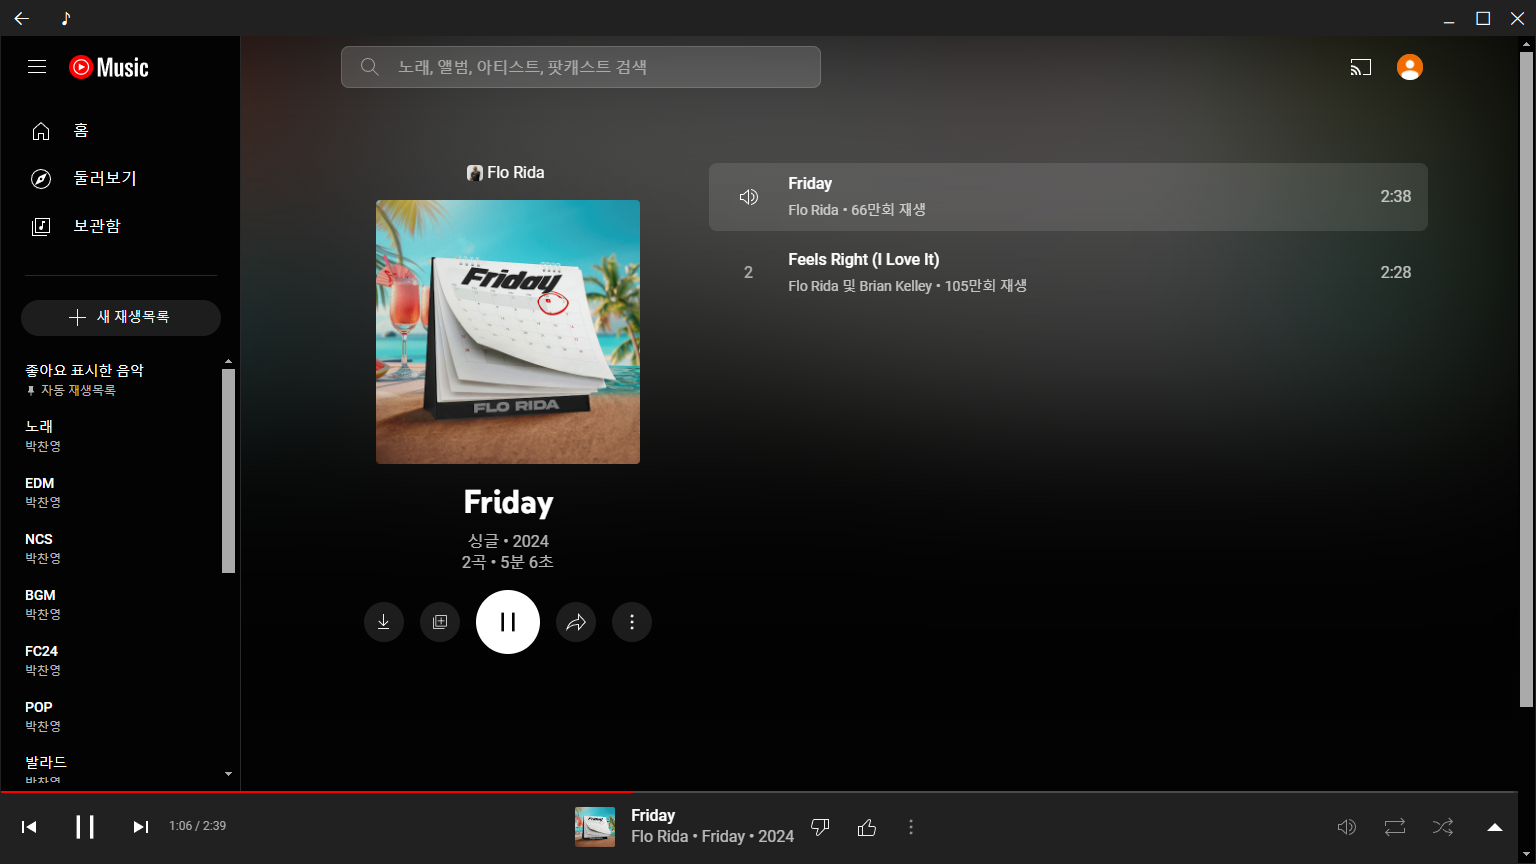 Music
노래, 앨범, 아티스트, 팟캐스트 검색
홈
둘러보기
보관함
새 재생목록
좋아요 표시한 음악
자동 재생목록
노래
박찬영
EDM
박찬영
NCS
박찬영
BGM
박찬영
FC24
박찬영
POP
박찬영
발라드
박찬영
Flo Rida
Friday
FLO RIDA
Friday
싱글 • 2024
2곡 • 5분 6초
Friday
Flo Rida • 66만회 재생
2:38
2
Feels Right (I Love It)
Flo Rida 및 Brian Kelley • 105만회 재생
2:28
1:06 / 2:39
Friday
Flo Rida • Friday • 2024